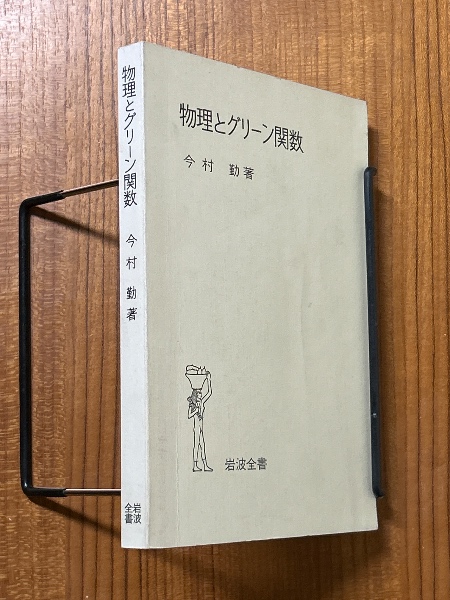 物理とグリーン関数
今村 勤著
岩波全書
物理とグリーン関数
今村 勤著
岩波
全書